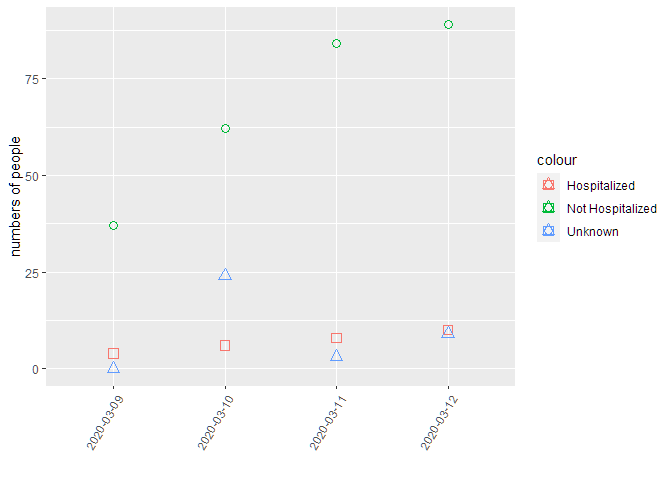 75
50
25
0
numbers of people
2020-03-09
2020-03-10
2020-03-11
2020-03-12
colour
Hospitalized
Not Hospitalized
Unknown